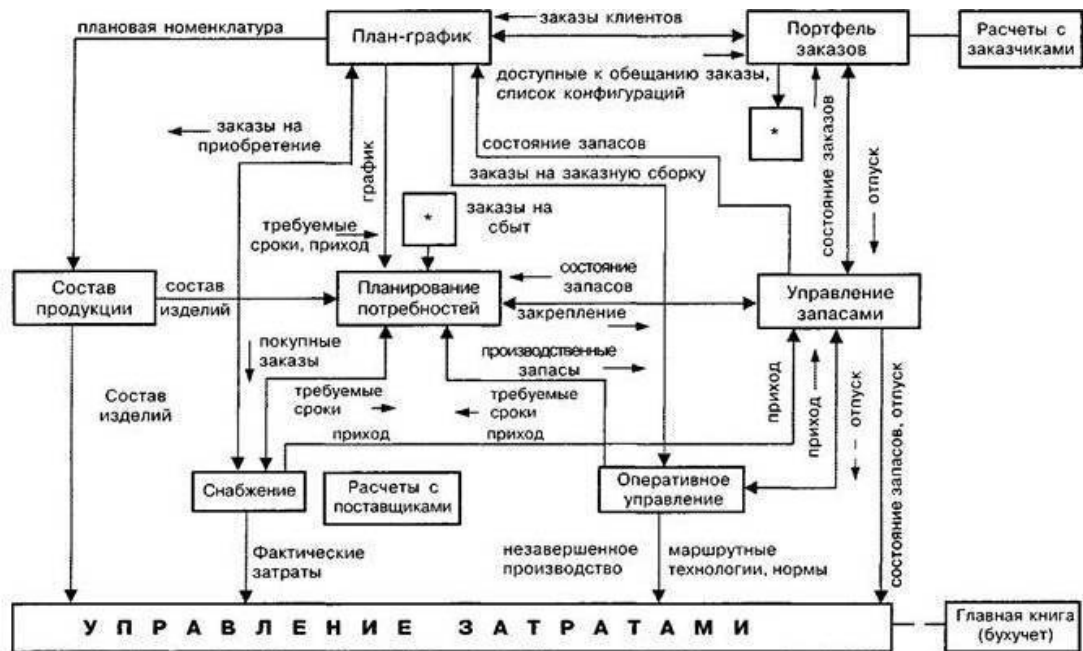 плановая номенклатура
План-график
заказы клиентов
Портфель
заказов
Расчеты с
заказчиками
доступные к обещанию заказы,
список конфигураций
*
заказы на
приобретение
график
состояние запасов
заказы на заказную сборку
состояние заказов
отпуск
*
заказы на
сбыт
требуемые
сроки, приход
Состав
продукции
состав
изделий
Планирование
потребностей
состояние
запасов
закрепление
Управление
запасами
покупные
заказы
производственные
запасы
Состав
изделий
требуемые
сроки
требуемые
сроки
приход
приход
приход
приход
отпуск
состояние запасов, отпуск
Снабжение
Расчеты с
поставщиками
Оперативное
управление
Фактические
затраты
незавершенное
производство
маршрутные
технологии, нормы
УПРАВЛЕНИЕ ЗАТРАТАМИ
Главная книга
(бухучет)